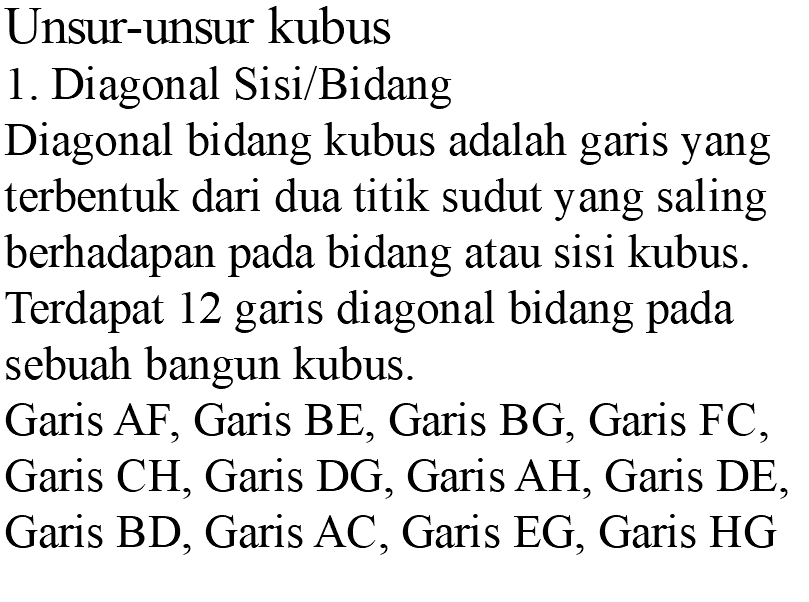 Unsur-unsur kubus
1. Diagonal Sisi/Bidang
Diagonal bidang kubus adalah garis yang
terbentuk dari dua titik sudut yang saling
berhadapan pada bidang atau sisi kubus.
Terdapat 12 garis diagonal bidang pada
sebuah bangun kubus.
Garis AF, Garis BE, Garis BG, Garis FC,
Garis CH, Garis DG, Garis AH, Garis DE,
Garis BD, Garis AC, Garis EG, Garis HG